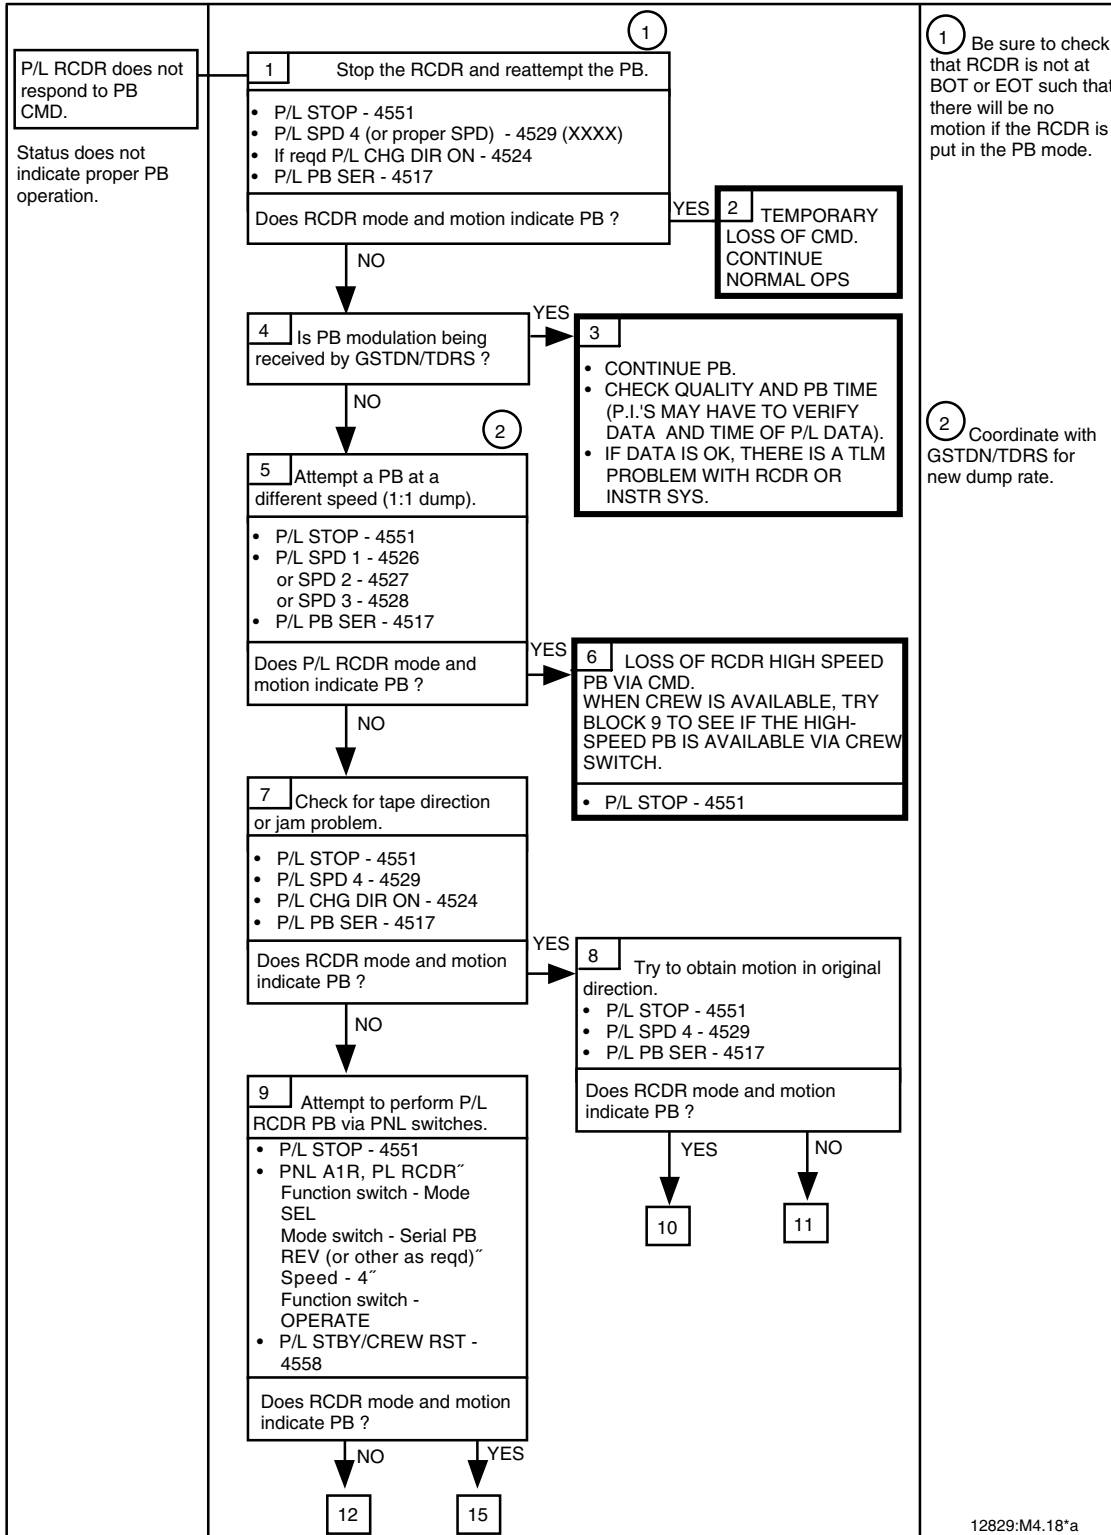 P/L RCDR does not
respond to PB
CMD.
Status does not
indicate proper PB
operation.
1
1 Stop the RCDR and reattempt the PB.
• P/L STOP - 4551
• P/L SPD 4 (or proper SPD) - 4529 (XXXX)
• If reqd P/L CHG DIR ON - 4524
• P/L PB SER - 4517
Does RCDR mode and motion indicate PB ?
YES
2 TEMPORARY
LOSS OF CMD.
CONTINUE
NORMAL OPS
NO
4 Is PB modulation being
received by GSTDN/TDRS ?
YES
3
• CONTINUE PB.
• CHECK QUALITY AND PB TIME
(P.I.'S MAY HAVE TO VERIFY
DATA AND TIME OF P/L DATA).
• IF DATA IS OK, THERE IS A TLM
PROBLEM WITH RCDR OR
INSTR SYS.
NO
2
5 Attempt a PB at a
different speed (1:1 dump).
• P/L STOP - 4551
• P/L SPD 1 - 4526
or SPD 2 - 4527
or SPD 3 - 4528
• P/L PB SER - 4517
Does P/L RCDR mode and
motion indicate PB ?
YES
6 LOSS OF RCDR HIGH SPEED
PB VIA CMD.
WHEN CREW IS AVAILABLE, TRY
BLOCK 9 TO SEE IF THE HIGH-
SPEED PB IS AVAILABLE VIA CREW
SWITCH.
• P/L STOP - 4551
NO
7 Check for tape direction
or jam problem.
• P/L STOP - 4551
• P/L SPD 4 - 4529
• P/L CHG DIR ON - 4524
• P/L PB SER - 4517
Does RCDR mode and motion
indicate PB ?
YES
8 Try to obtain motion in original
direction.
• P/L STOP - 4551
• P/L SPD 4 - 4529
• P/L PB SER - 4517
Does RCDR mode and motion
indicate PB ?
YES
NO
10
11
NO
9 Attempt to perform P/L
RCDR PB via PNL switches.
• P/L STOP - 4551
• PNL A1R, PL RCDR˝
Function switch - Mode
SEL
Mode switch - Serial PB
REV (or other as reqd)˝
Speed - 4˝
Function switch -
OPERATE
• P/L STBY/CREW RST -
4558
Does RCDR mode and motion
indicate PB ?
NO
YES
12
15
1 Be sure to check
that RCDR is not at
BOT or EOT such that
there will be no
motion if the RCDR is
put in the PB mode.
2 Coordinate with
GSTDN/TDRS for
new dump rate.
12829:M4.18*a